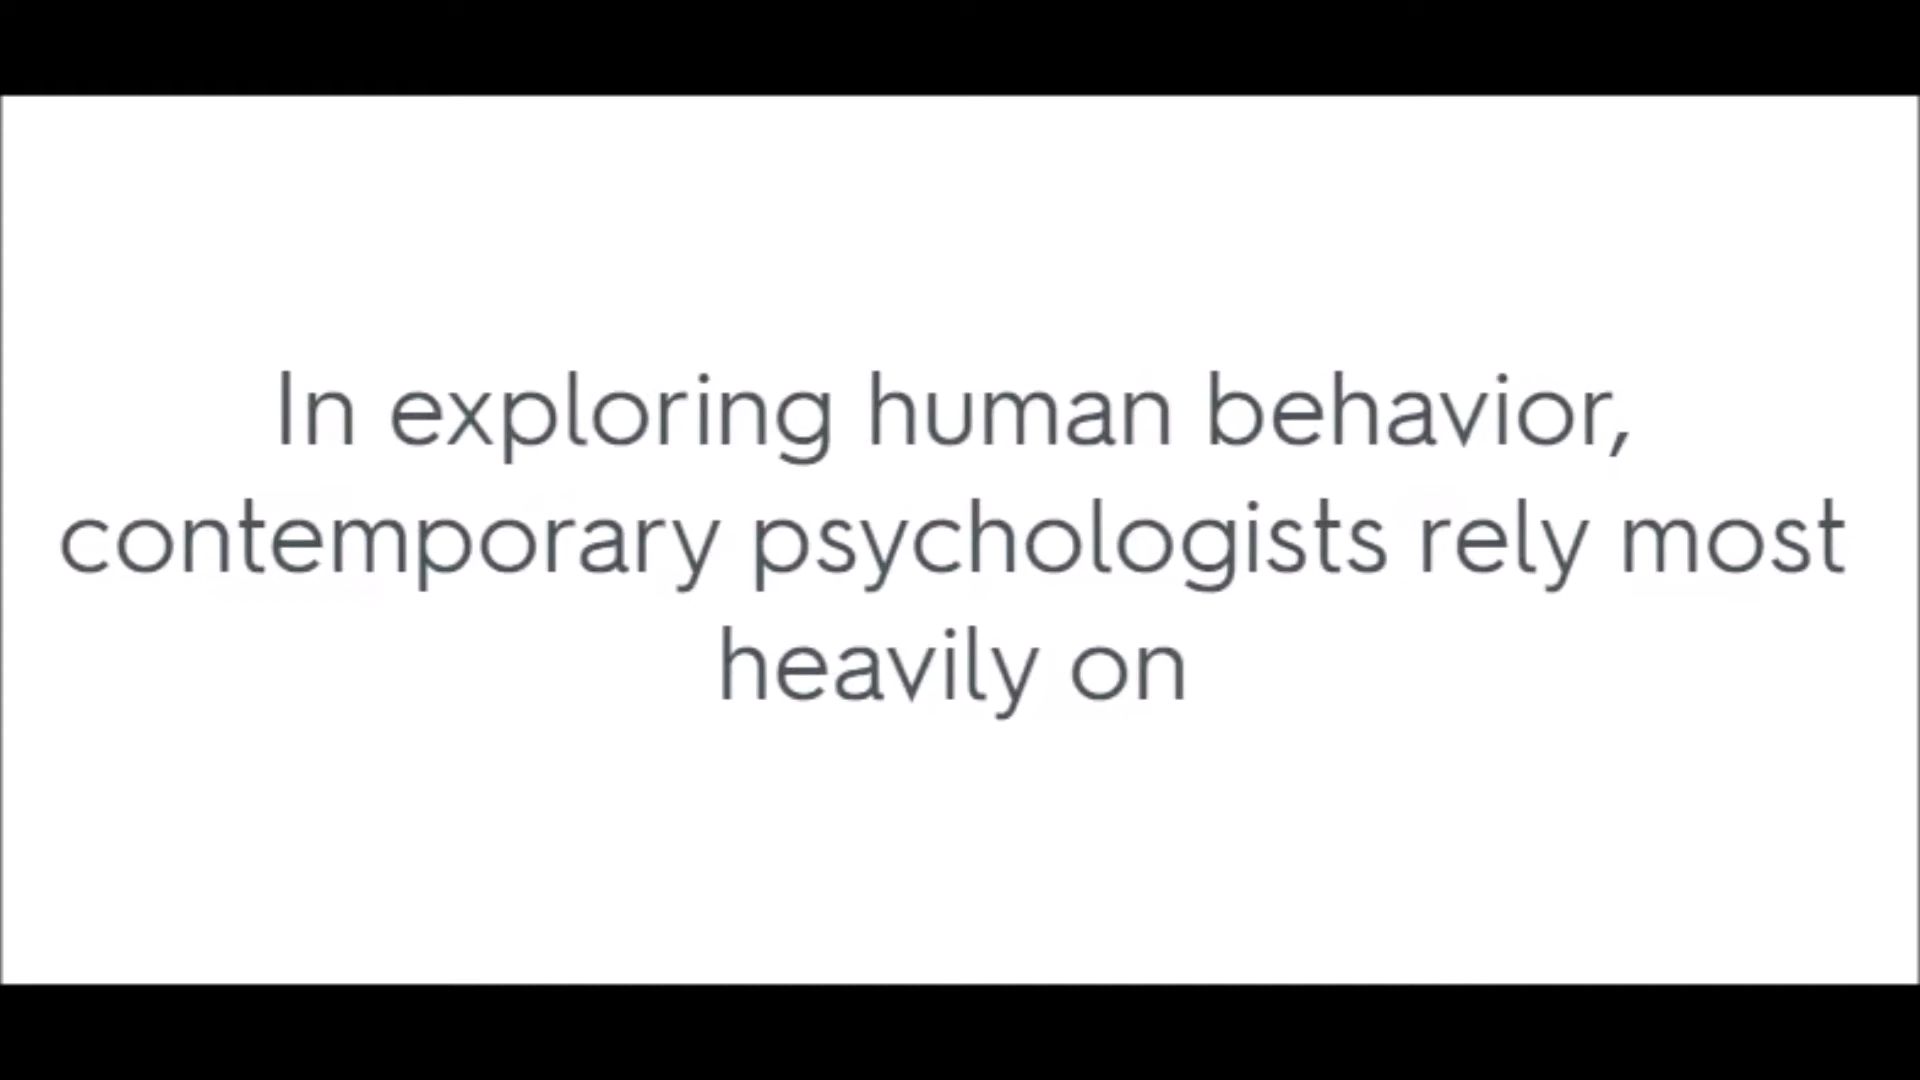 In exploring human behavior,
contemporary psychologists rely most
heavily on